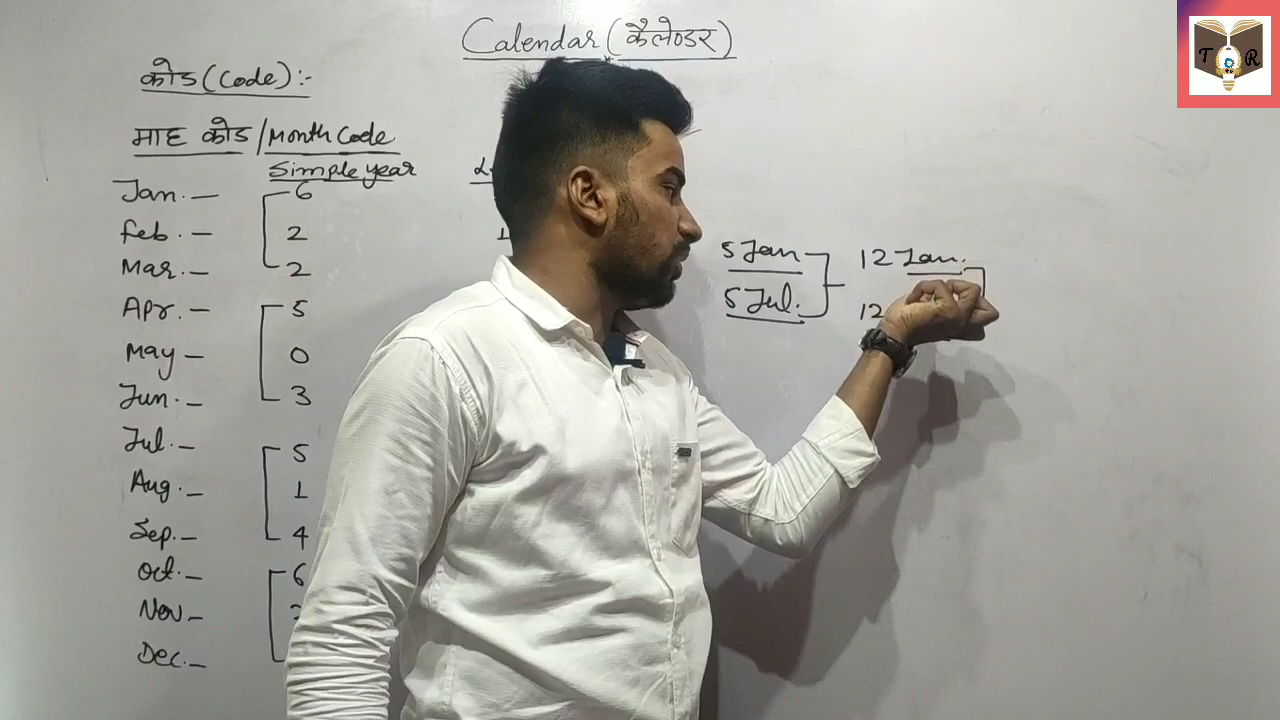 Calendar (कैलेण्डर)
कोड (Code) :-
माह कोड / Month Code
Simple year
Jan. — 6
Feb. — 2
Mar. — 2
Apr. — 5
May — 0
Jun. — 3
Jul. — 5
Aug. — 1
Sep. — 4
Oct. — 6
Nov —
Dec. —
1
5 Jan
5 Jul.
12 Jan.
12
T R